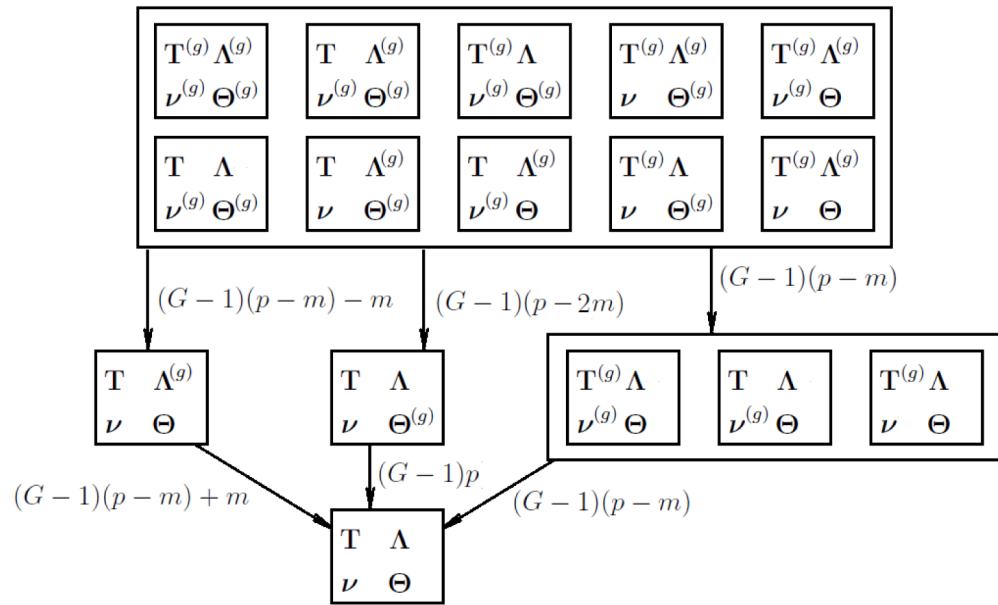 T^(g) Λ^(g) T Λ^(g) T^(g) Λ T^(g) Λ^(g) T^(g) Λ^(g)
ν^(g) Θ^(g) ν^(g) Θ^(g) ν^(g) Θ^(g) ν Θ^(g) ν^(g) Θ
T Λ T Λ^(g) T Λ^(g) T^(g) Λ T^(g) Λ^(g)
ν^(g) Θ^(g) ν Θ^(g) ν^(g) Θ ν Θ^(g) ν Θ
(G − 1)(p − m) − m (G − 1)(p − 2m) (G − 1)(p − m)
T Λ^(g) T Λ T^(g) Λ T Λ T^(g) Λ
ν Θ ν Θ^(g) ν^(g) Θ ν^(g) Θ ν Θ
(G − 1)(p − m) + m (G − 1)p (G − 1)(p − m)
T Λ
ν Θ